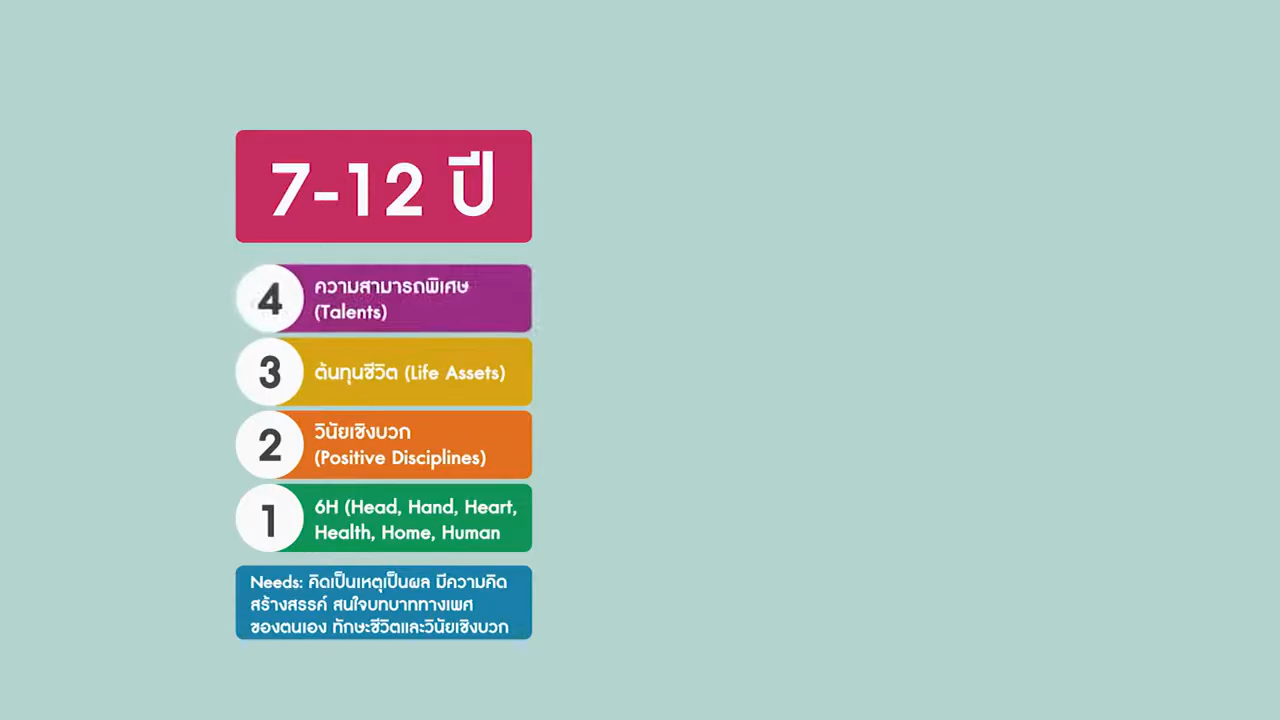 7-12 ปี
4
ความสามารถพิเศษ
(Talents)
3
ต้นทุนชีวิต (Life Assets)
2
วินัยเชิงบวก
(Positive Disciplines)
1
6H (Head, Hand, Heart,
Health, Home, Human
Needs: คิดเป็นเหตุเป็นผล มีความคิด
สร้างสรรค์ สนใจบทบาททางเพศ
ของตนเอง ทักษะชีวิตและวินัยเชิงบวก